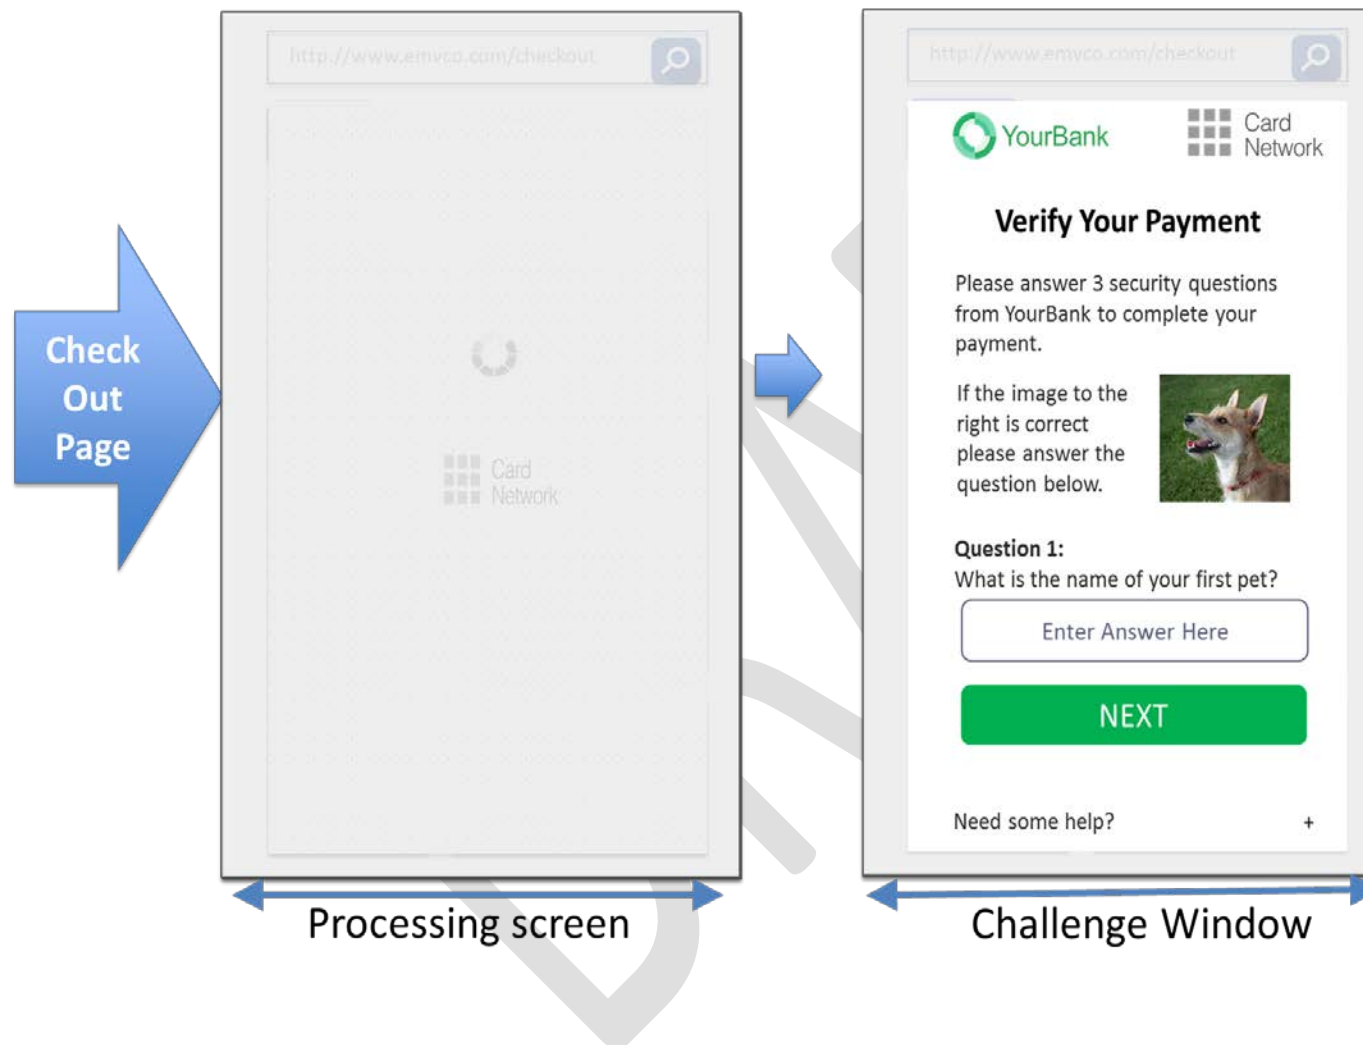 http://www.emvco.com/checkout
Check
Out
Page
Card
Network
Processing screen
http://www.emvco.com/checkout
YourBank
Card
Network
Verify Your Payment
Please answer 3 security questions
from YourBank to complete your
payment.
If the image to the
right is correct
please answer the
question below.
Question 1:
What is the name of your first pet?
Enter Answer Here
NEXT
Need some help? +
Challenge Window